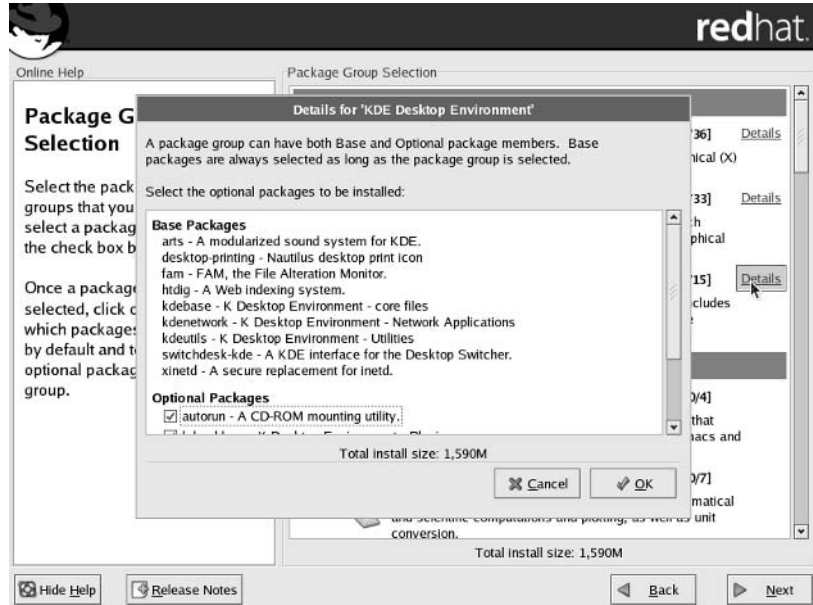 redhat.
Online Help
Package G
Selection
Select the pack
groups that you
select a packag
the check box b
Once a package
selected, click
which packages
by default and t
optional packag
group.
Package Group Selection
Details for 'KDE Desktop Environment'
A package group can have both Base and Optional package members. Base
packages are always selected as long as the package group is selected.
Select the optional packages to be installed:
Base Packages
arts - A modularized sound system for KDE.
desktop-printing - Nautilus desktop print icon
fam - FAM, the File Alteration Monitor.
htdig - A Web indexing system.
kdebase - K Desktop Environment - core files
kdenetwork - K Desktop Environment - Network Applications
kdeutils - K Desktop Environment - Utilities
switchdesk-kde - A KDE interface for the Desktop Switcher.
xinetd - A secure replacement for inetd.
Optional Packages
autorun - A CD-ROM mounting utility.
Total install size: 1,590M
Cancel
OK
/36] Details
nical (X)
/33] Details
phical
/15] Details
cludes
0/4]
that
acs and
0/7]
matical
and scientific computations and plotting, as well as unit
conversion.
Total install size: 1,590M
Hide Help
Release Notes
Back
Next